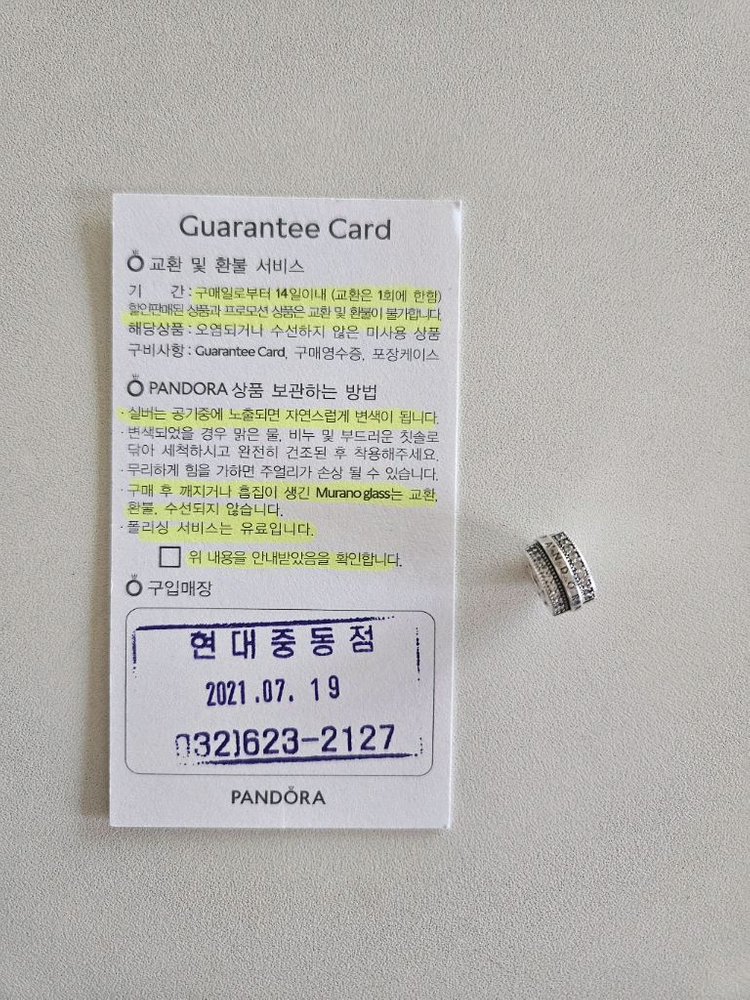 Guarantee Card
교환 및 환불 서비스
기 간 : 구매일로부터 14일이내 (교환은 1회에 한함)
할인판매된 상품과 프로모션 상품은 교환 및 환불이 불가합니다.
해당상품 : 오염되거나 수선하지 않은 미사용 상품
구비사항 : Guarantee Card, 구매영수증, 포장케이스
PANDORA 상품 보관하는 방법
· 실버는 공기중에 노출되면 자연스럽게 변색이 됩니다.
· 변색되었을 경우 맑은 물, 비누 및 부드러운 칫솔로
닦아 세척하시고 완전히 건조된 후 착용해주세요.
· 무리하게 힘을 가하면 주얼리가 손상 될 수 있습니다.
· 구매 후 깨지거나 흠집이 생긴 Murano glass는 교환,
환불, 수선되지 않습니다.
· 폴리싱 서비스는 유료입니다.
위 내용을 안내받았음을 확인합니다.
구입매장
현대중동점
2021.07.19
032)623-2127
PANDORA